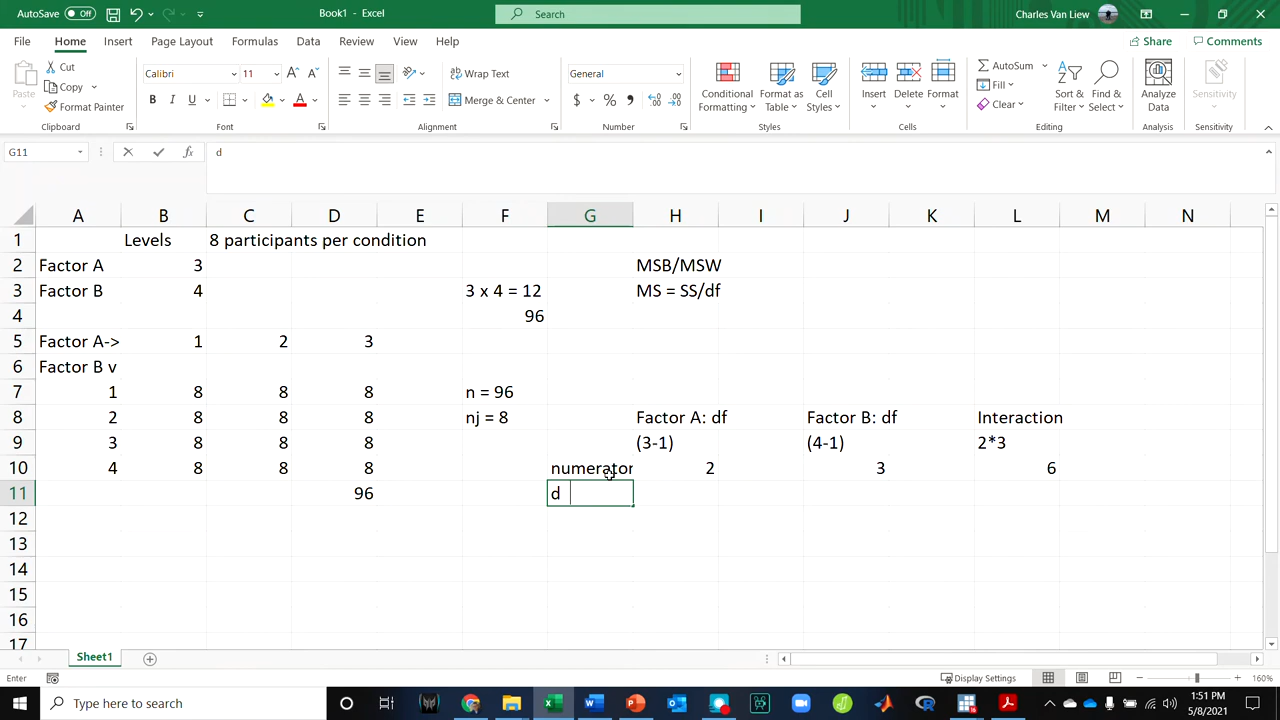 AutoSave Off Book1 - Excel Search Charles Van Liew
File Home Insert Draw Page Layout Formulas Data Review View Help Share Comments
Cut AutoSum
Calibri 11 Wrap Text General Fill
Copy
Paste Format Painter B I U A Merge & Center $ % Conditional Formatting Format as Table Cell Styles Insert Delete Format Clear Sort & Filter Find & Select Analyze Data Sensitivity
Clipboard Font Alignment Number Styles Cells Editing Analysis Sensitivity
G11 fx d
A B C D E F G H I J K L M N
1 Levels 8 participants per condition
2 Factor A 3 MSB/MSW
3 Factor B 4 3 x 4 = 12 MS = SS/df
4 96
5 Factor A-> 1 2 3
6 Factor B v
7 1 8 8 8 n = 96
8 2 8 8 8 nj = 8 Factor A: df Factor B: df Interaction
9 3 8 8 8 (3-1) (4-1) 2*3
10 4 8 8 8 numerator 2 3 6
11 96 d
12
13
14
15
16
17
Sheet1
Enter Display Settings 160%
Type here to search 1:51 PM
5/8/2021